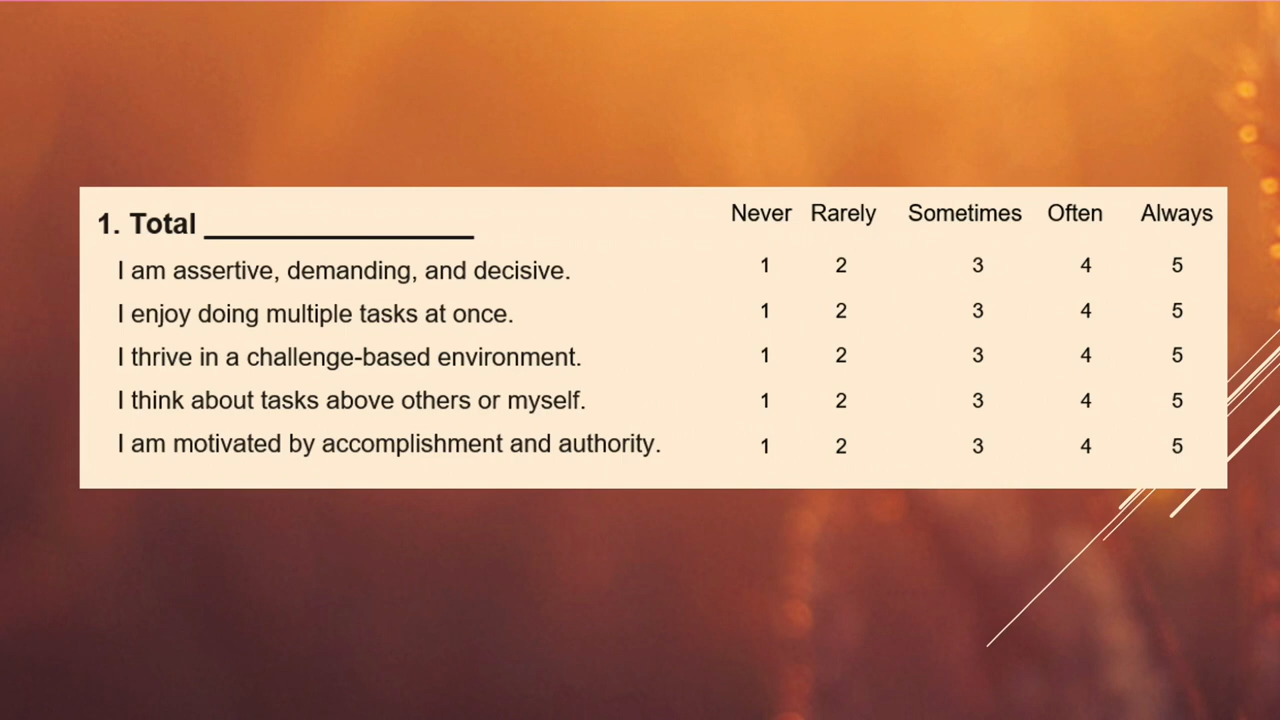 1. Total _______________ Never Rarely Sometimes Often Always
I am assertive, demanding, and decisive. 1 2 3 4 5
I enjoy doing multiple tasks at once. 1 2 3 4 5
I thrive in a challenge-based environment. 1 2 3 4 5
I think about tasks above others or myself. 1 2 3 4 5
I am motivated by accomplishment and authority. 1 2 3 4 5